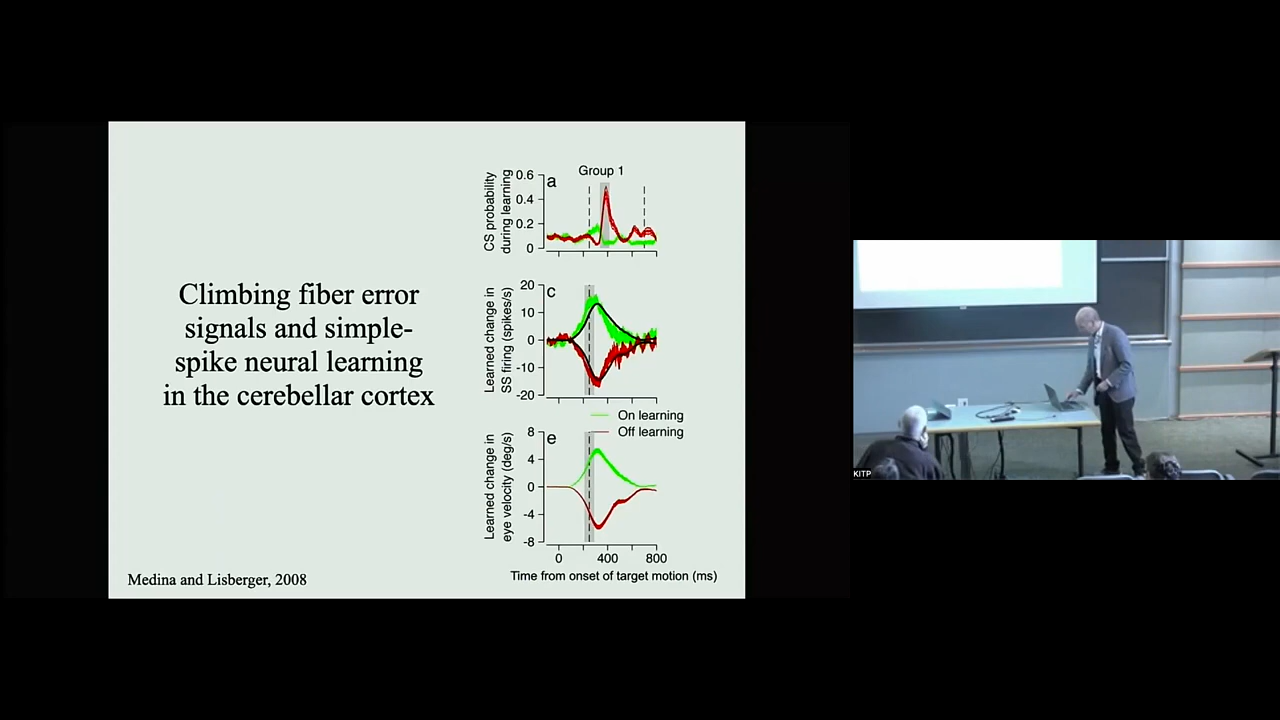 Climbing fiber error
signals and simple-
spike neural learning
in the cerebellar cortex
Medina and Lisberger, 2008
Group 1
a
CS probability
during learning
0.6
0.4
0.2
0
c
Learned change in
SS firing (spikes/s)
20
10
0
-10
-20
On learning
Off learning
e
Learned change in
eye velocity (deg/s)
8
4
0
-4
-8
0 400 800
Time from onset of target motion (ms)
KITP